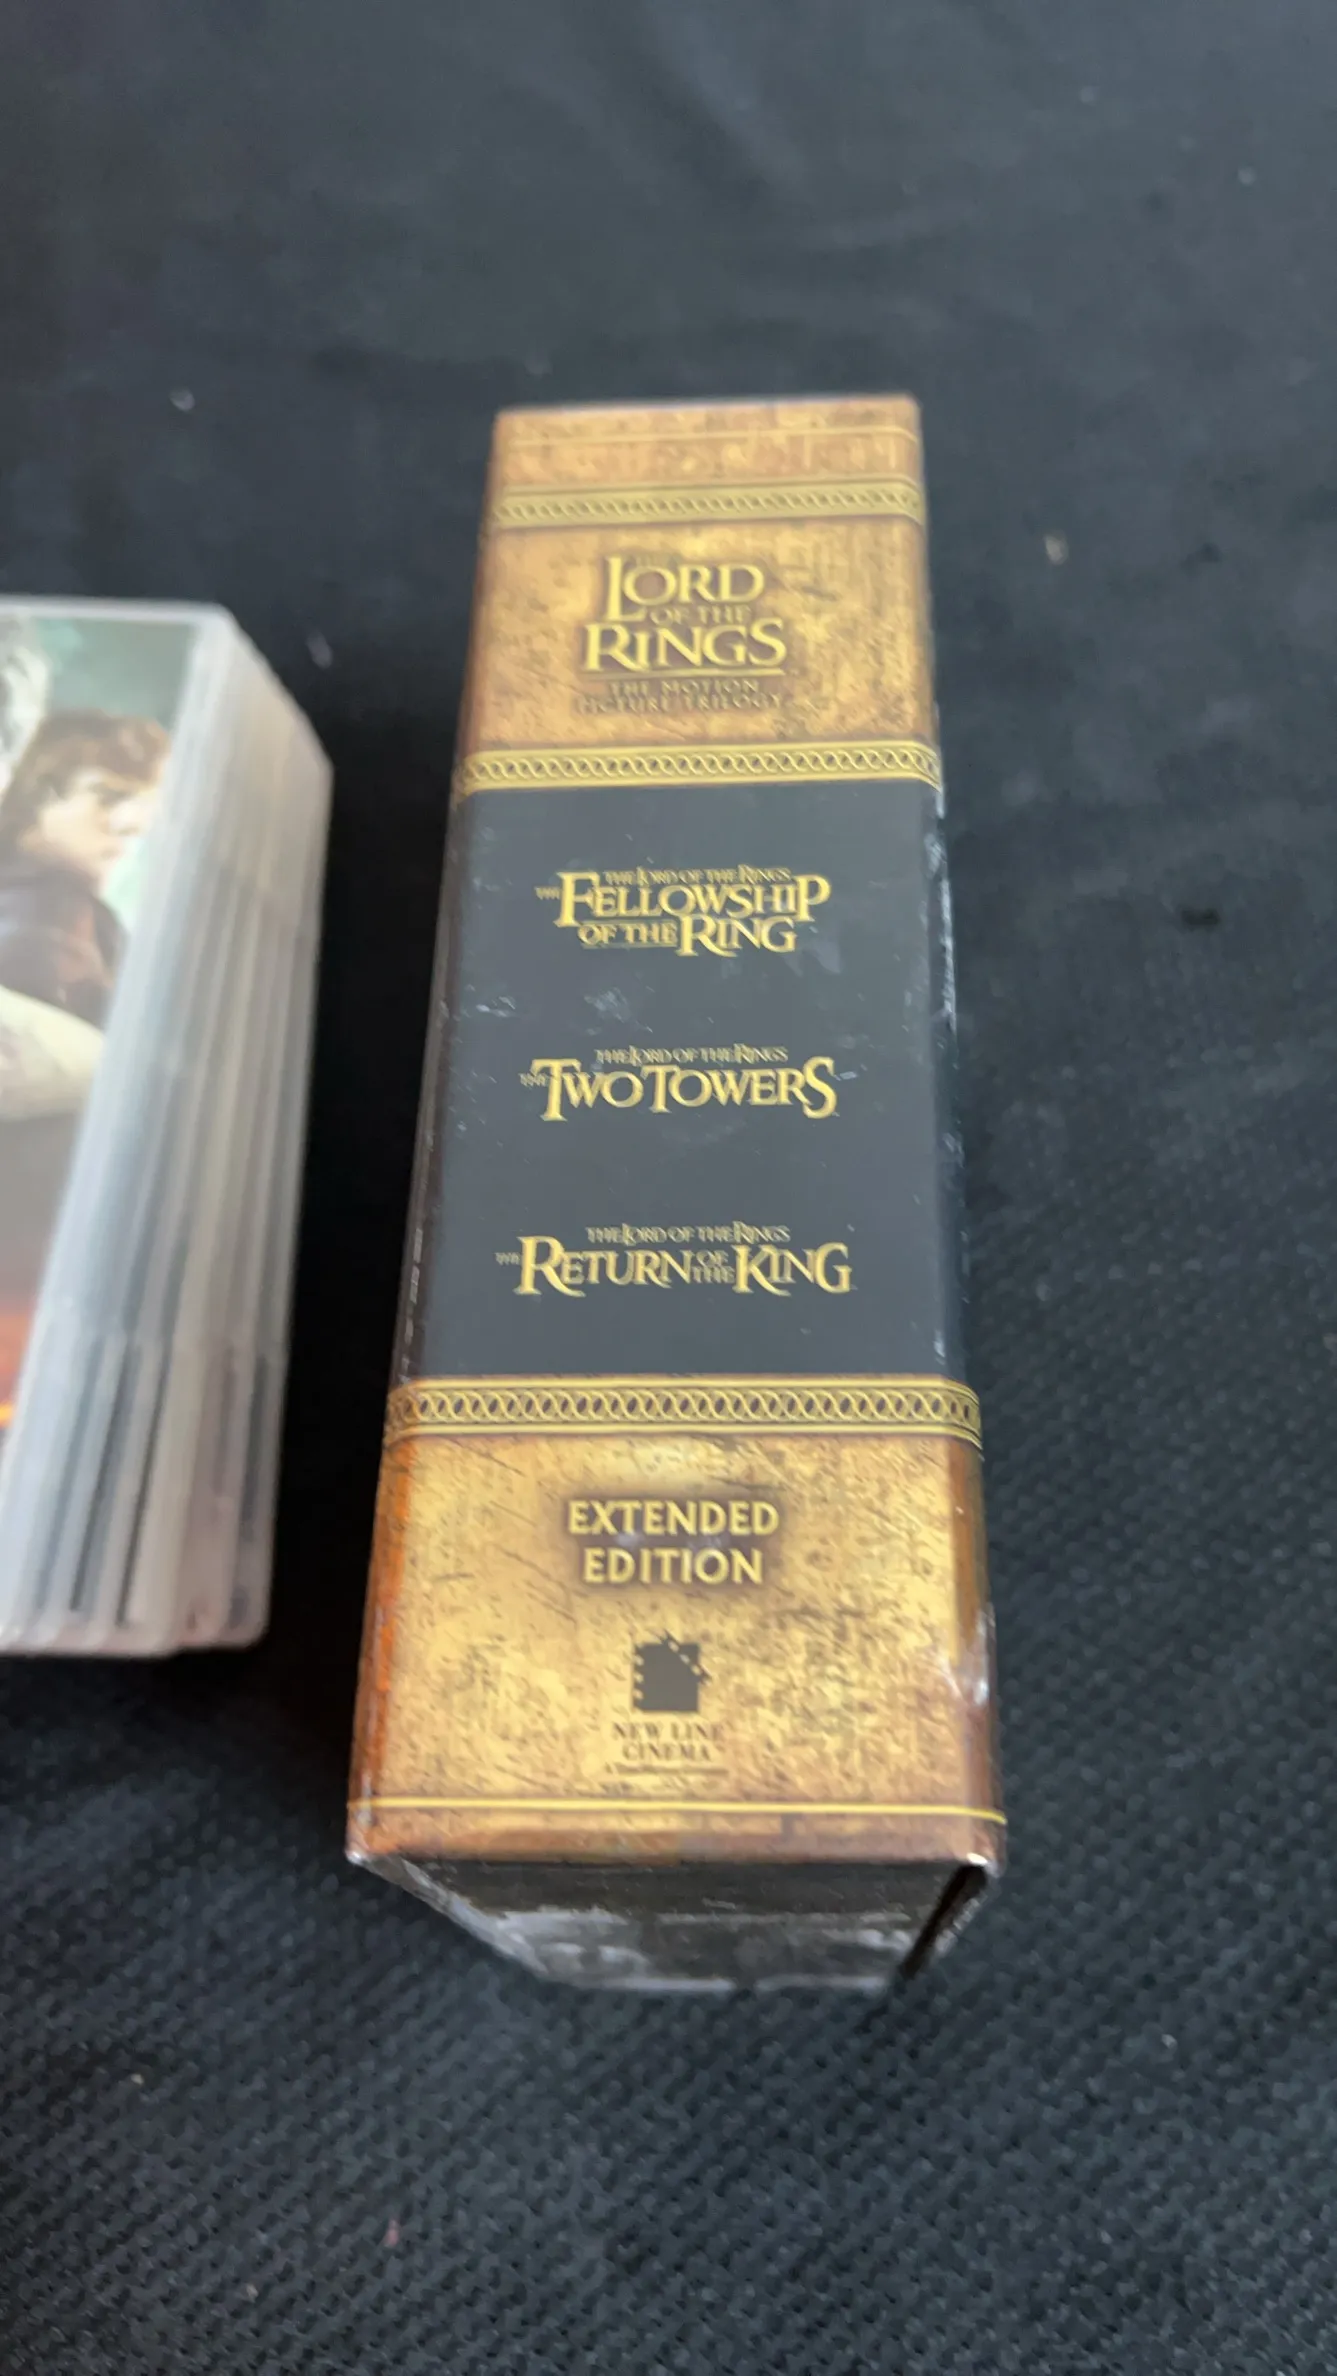 LORD
OF THE
RINGS
THE MOTION
PICTURE TRILOGY
THE LORD OF THE RINGS
THE FELLOWSHIP
OF THE RING
THE LORD OF THE RINGS
THE TWO TOWERS
THE LORD OF THE RINGS
THE RETURN OF THE KING
EXTENDED
EDITION
NEW LINE
CINEMA